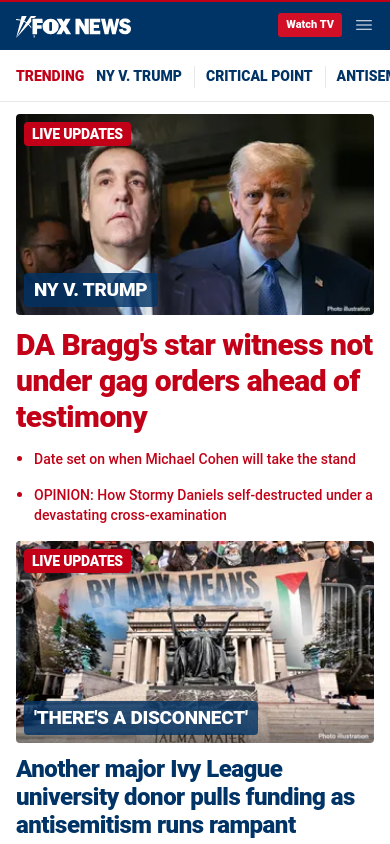 FOX NEWS
Watch TV
TRENDING NY V. TRUMP CRITICAL POINT ANTISEM
LIVE UPDATES
NY V. TRUMP
Photo illustration
DA Bragg's star witness not
under gag orders ahead of
testimony
• Date set on when Michael Cohen will take the stand
• OPINION: How Stormy Daniels self-destructed under a
devastating cross-examination
LIVE UPDATES
BY ANY MEANS
'THERE'S A DISCONNECT'
ALMA MATER
Photo illustration
Another major Ivy League
university donor pulls funding as
antisemitism runs rampant